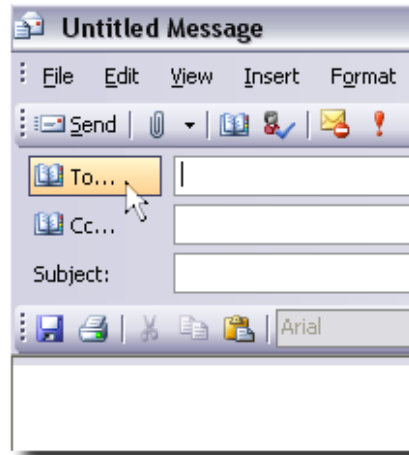 Untitled Message
File Edit View Insert Format
Send
To...
Cc...
Subject:
Arial